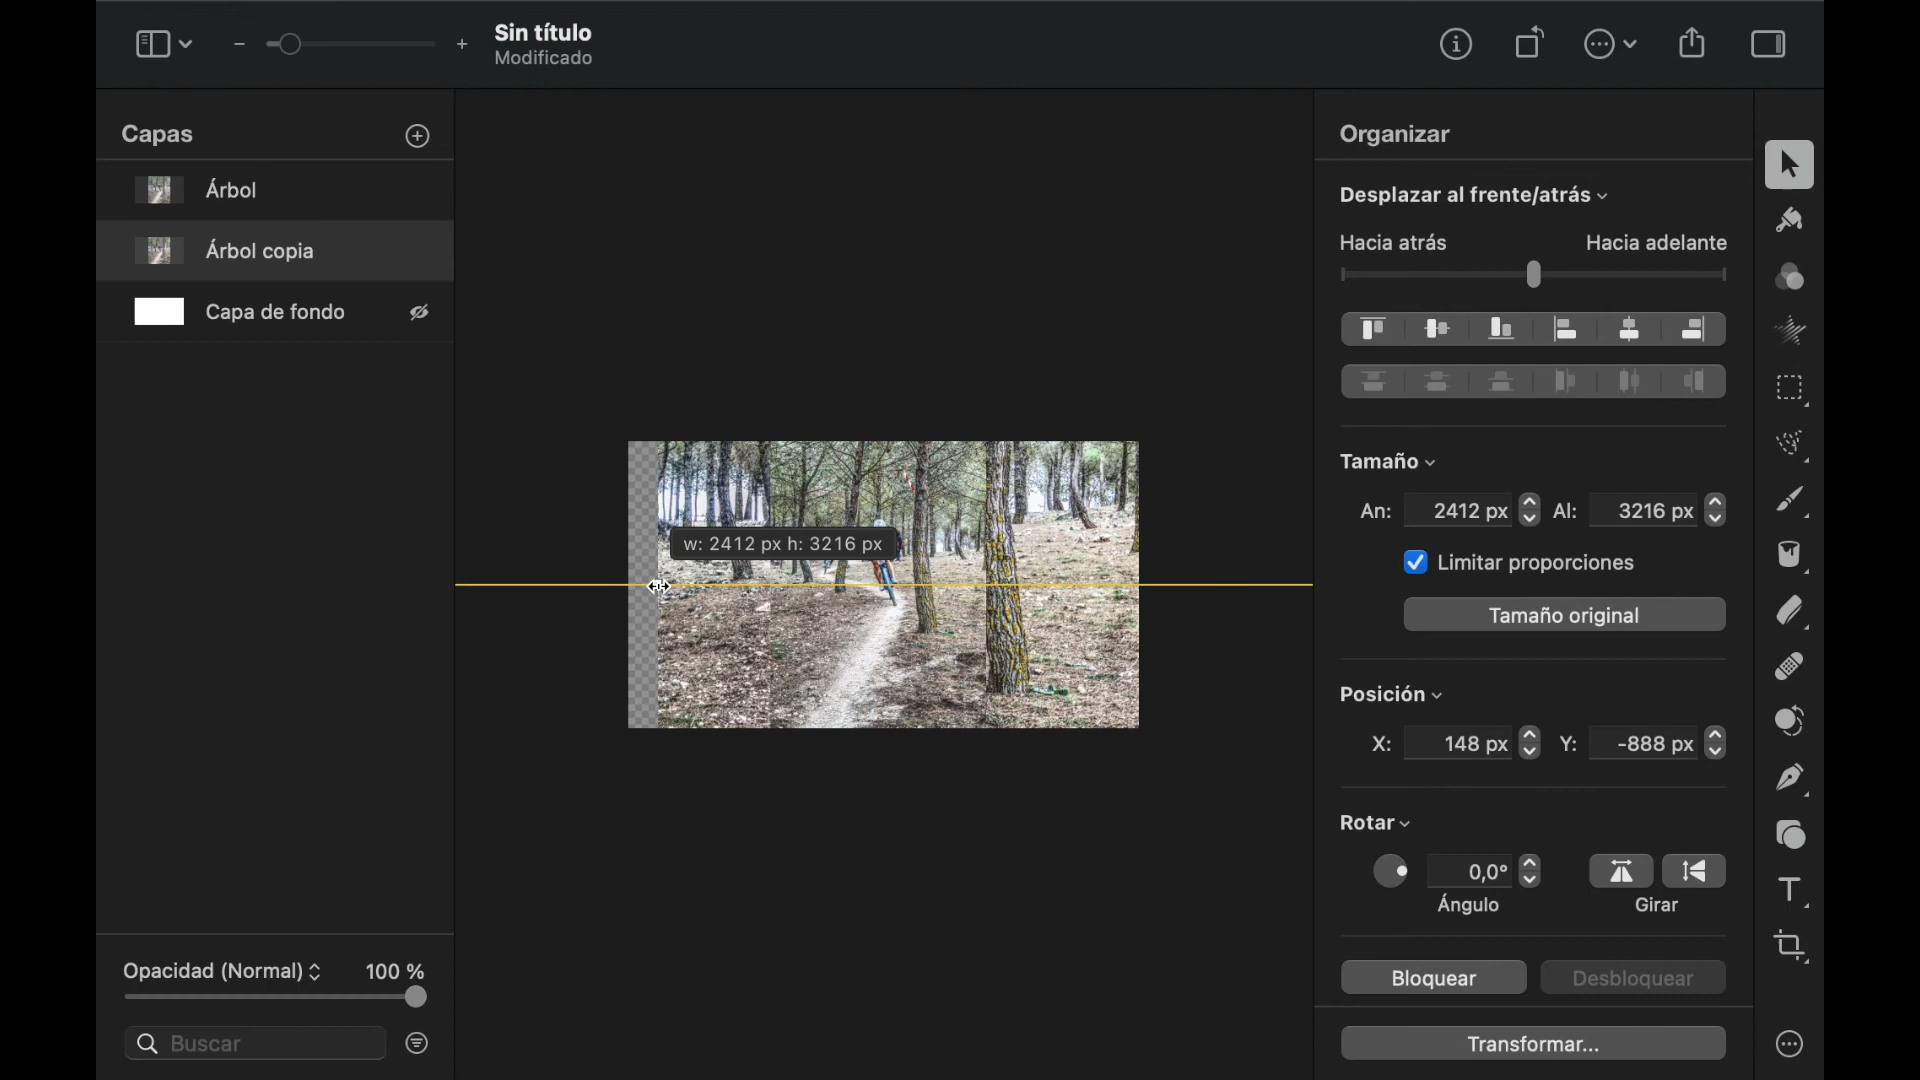 Sin título
Modificado
Capas
Árbol
Árbol copia
Capa de fondo
Opacidad (Normal)
100 %
Buscar
w: 2412 px h: 3216 px
Organizar
Desplazar al frente/atrás
Hacia atrás
Hacia adelante
Tamaño
An: 2412 px Al: 3216 px
Limitar proporciones
Tamaño original
Posición
X: 148 px Y: -888 px
Rotar
0,0°
Ángulo
Girar
Bloquear
Desbloquear
Transformar...